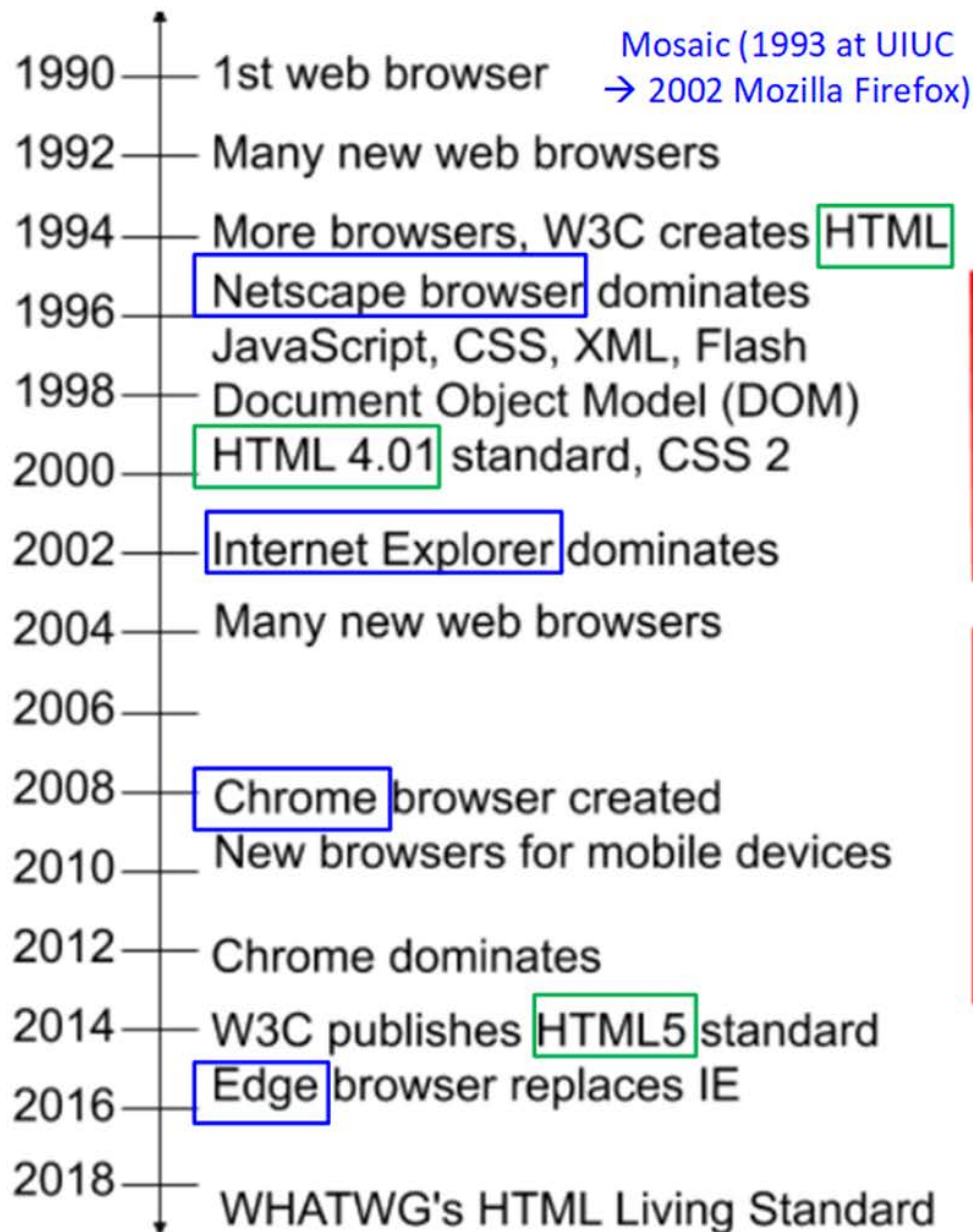 Mosaic (1993 at UIUC
→ 2002 Mozilla Firefox)
1990 1st web browser
1992 Many new web browsers
1994 More browsers, W3C creates HTML
Netscape browser dominates
1996
JavaScript, CSS, XML, Flash
1998
Document Object Model (DOM)
HTML 4.01 standard, CSS 2
2000
2002 Internet Explorer dominates
2004 Many new web browsers
2006
2008 Chrome browser created
New browsers for mobile devices
2010
2012 Chrome dominates
2014 W3C publishes HTML5 standard
Edge browser replaces IE
2016
2018
WHATWG's HTML Living Standard